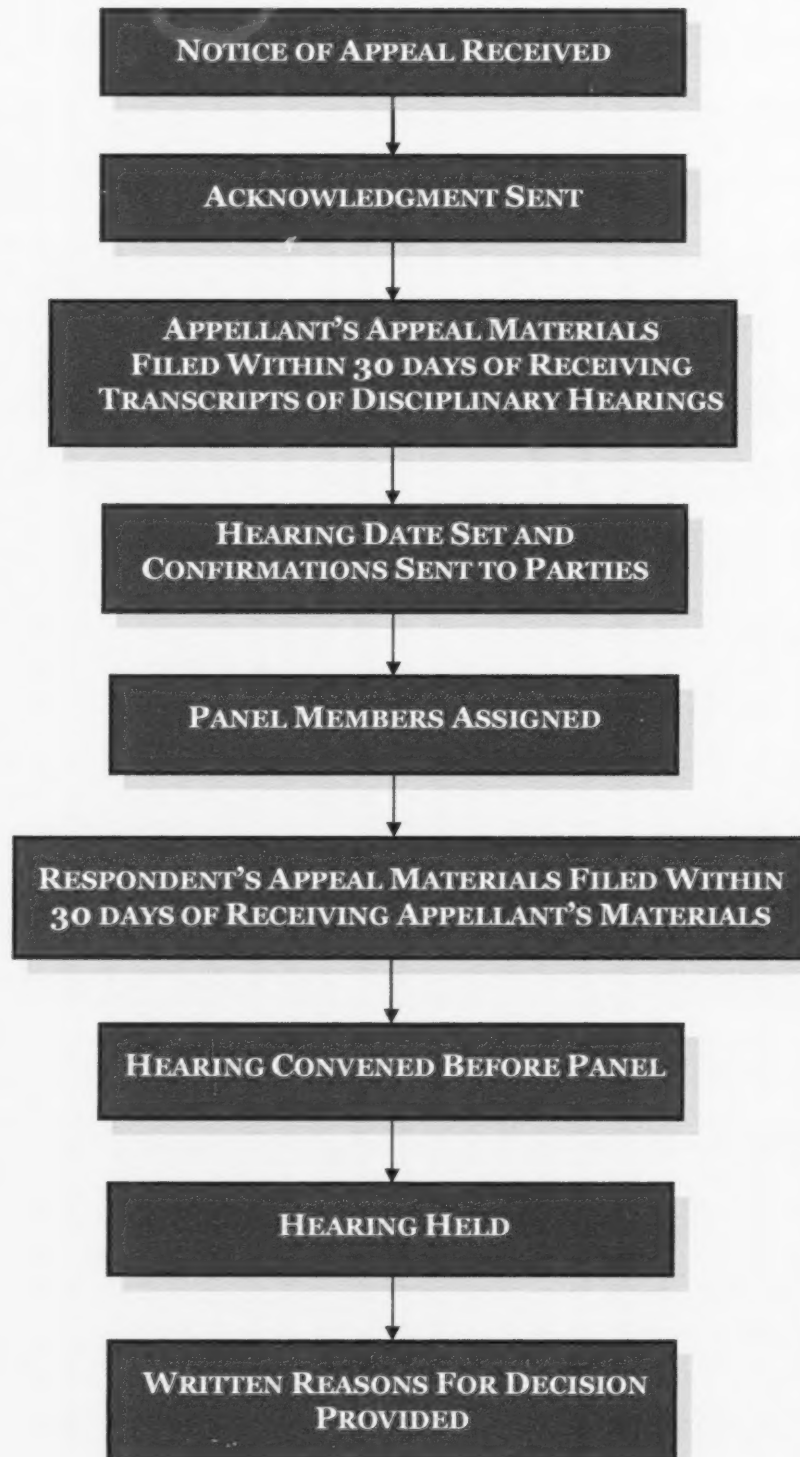 NOTICE OF APPEAL RECEIVED
ACKNOWLEDGMENT SENT
APPELLANT'S APPEAL MATERIALS
FILED WITHIN 30 DAYS OF RECEIVING
TRANSCRIPTS OF DISCIPLINARY HEARINGS
HEARING DATE SET AND
CONFIRMATIONS SENT TO PARTIES
PANEL MEMBERS ASSIGNED
RESPONDENT'S APPEAL MATERIALS FILED WITHIN
30 DAYS OF RECEIVING APPELLANT'S MATERIALS
HEARING CONVENED BEFORE PANEL
HEARING HELD
WRITTEN REASONS FOR DECISION
PROVIDED